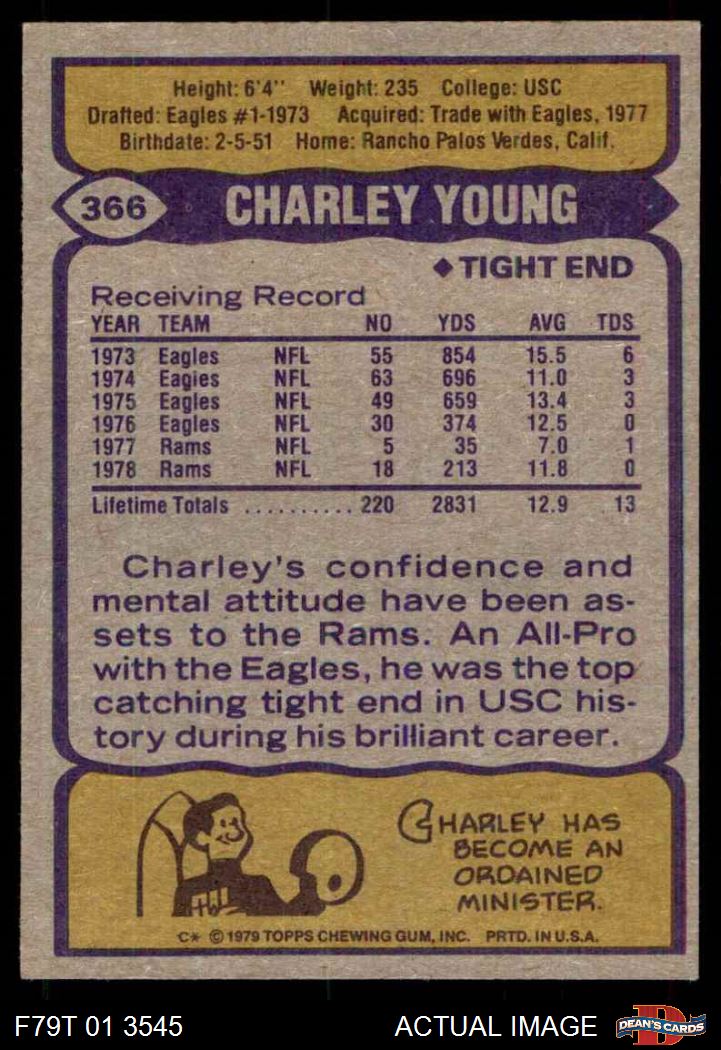 Height: 6'4'' Weight: 235 College: USC
Drafted: Eagles #1-1973 Acquired: Trade with Eagles, 1977
Birthdate: 2-5-51 Home: Rancho Palos Verdes, Calif.
366 CHARLEY YOUNG
◆TIGHT END
Receiving Record
YEAR TEAM NO YDS AVG TDS
1973 Eagles NFL 55 854 15.5 6
1974 Eagles NFL 63 696 11.0 3
1975 Eagles NFL 49 659 13.4 3
1976 Eagles NFL 30 374 12.5 0
1977 Rams NFL 5 35 7.0 1
1978 Rams NFL 18 213 11.8 0
Lifetime Totals .......... 220 2831 12.9 13
Charley's confidence and
mental attitude have been as-
sets to the Rams. An All-Pro
with the Eagles, he was the top
catching tight end in USC his-
tory during his brilliant career.
CHARLEY HAS
BECOME AN
ORDAINED
MINISTER.
C* © 1979 TOPPS CHEWING GUM, INC. PRTD. IN U.S.A.
F79T 01 3545 ACTUAL IMAGE D DEAN'S CARDS